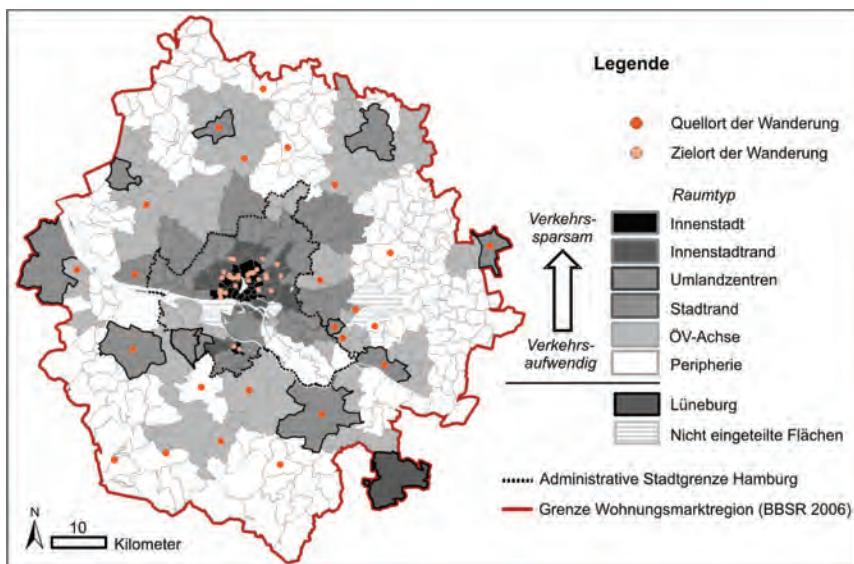 Legende
Quellort der Wanderung
Zielort der Wanderung
Raumtyp
Verkehrs-
sparsam
Innenstadt
Innenstadtrand
Umlandzentren
Stadtrand
Verkehrs-
aufwendig
ÖV-Achse
Peripherie
Lüneburg
Nicht eingeteilte Flächen
Administrative Stadtgrenze Hamburg
Grenze Wohnungsmarktregion (BBSR 2006)
N
10
Kilometer